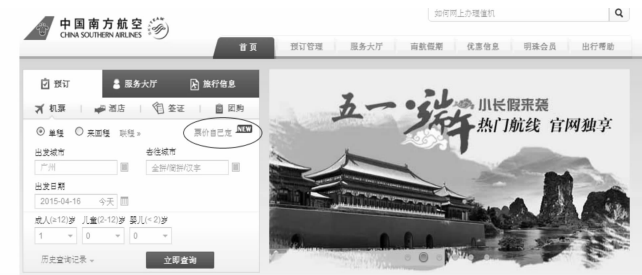 如何网上办理值机
中国南方航空
CHINA SOUTHERN AIRLINES
首页 预订管理 服务大厅 南航假期 优惠信息 明珠会员 出行帮助
预订 服务大厅 旅行信息
机票 酒店 签证 团购
单程 来回程 联程» 票价自己定 NEW
出发城市 去往城市
广州 全拼/简拼/汉字
出发日期
2015-04-16 今天
成人(≥12)岁 儿童(2-12)岁 婴儿(<2)岁
1 0 0
历史查询记录 立即查询
五一·端午 小长假来袭
热门航线 官网独享